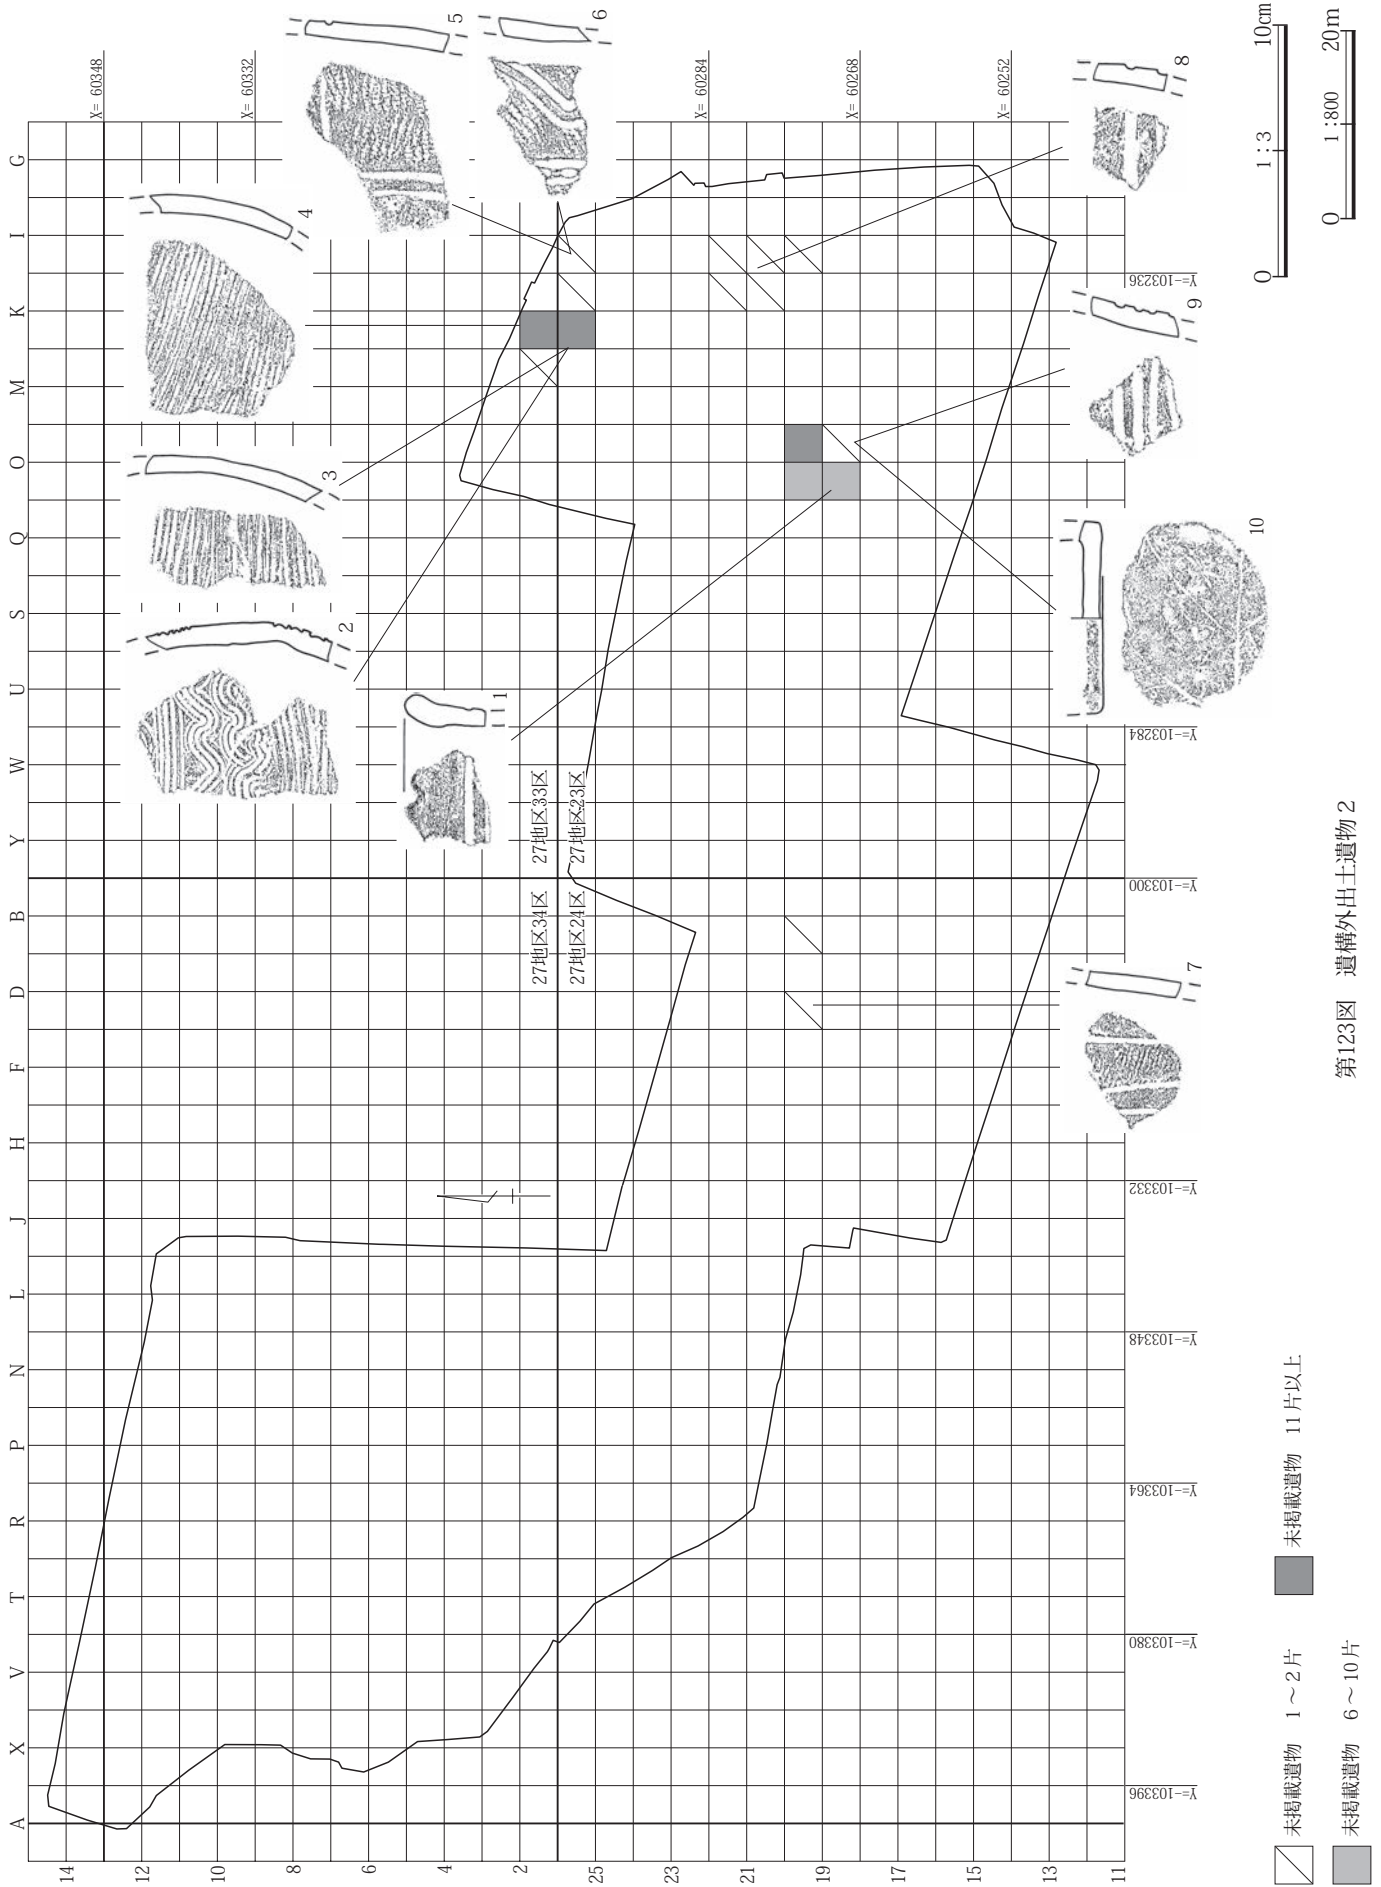 A X V T R P N L J H F D B Y W U S Q O M K I G
14
12
10
8
6
4
2
25
23
21
19
17
15
13
11
X= 60348
X= 60332
X= 60284
X= 60268
X= 60252
Y=-103396
Y=-103380
Y=-103364
Y=-103348
Y=-103332
Y=-103300
Y=-103284
Y=-103236
27地区34区
27地区33区
27地区24区
27地区23区
1
2
3
4
5
6
7
8
9
10
未掲載遺物 1～2片
未掲載遺物 11片以上
未掲載遺物 6～10片
第123図 遺構外出土遺物2
0 1:3 10cm
0 1:800 20m